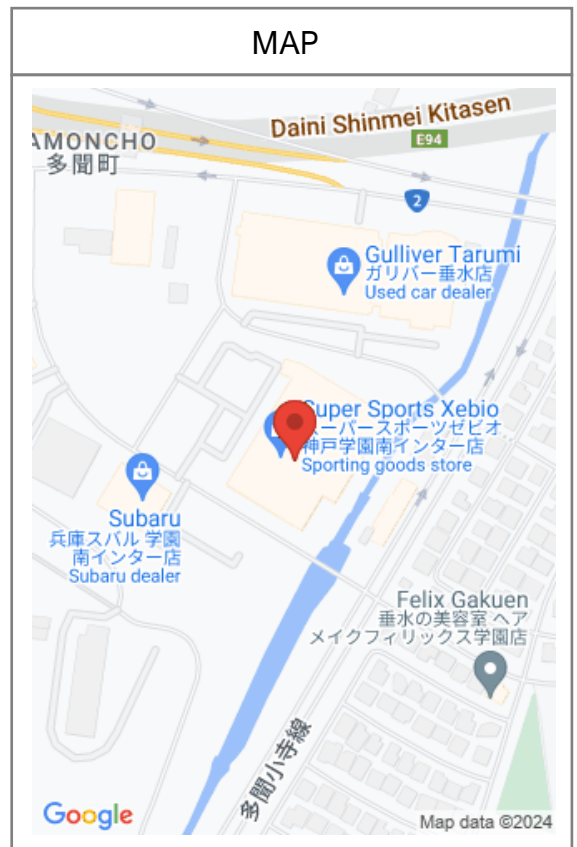 MAP
Daini Shinmei Kitasen
E94
AMONCHO
多聞町
2
Gulliver Tarumi
ガリバー垂水店
Used car dealer
Super Sports Xebio
スーパースポーツゼビオ
神戸学園南インター店
Sporting goods store
Subaru
兵庫スバル 学園
南インター店
Subaru dealer
Felix Gakuen
垂水の美容室 ヘア
メイクフィリックス学園店
多聞小寺線
Google
Map data ©2024